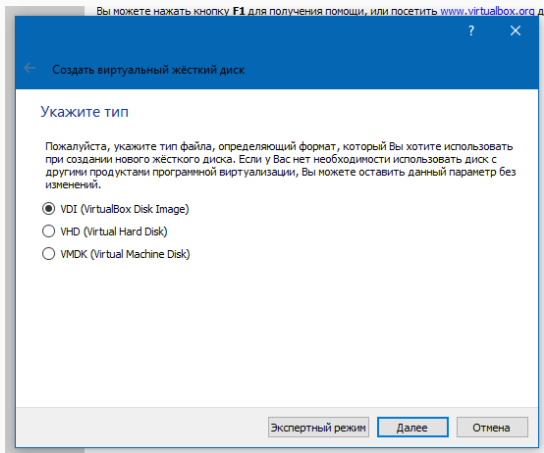 Вы можете нажать кнопку F1 для получения помощи, или посетить www.virtualbox.org д
?
Создать виртуальный жёсткий диск
Укажите тип
Пожалуйста, укажите тип файла, определяющий формат, который Вы хотите использовать
при создании нового жёсткого диска. Если у Вас нет необходимости использовать диск с
другими продуктами программной виртуализации, Вы можете оставить данный параметр без
изменений.
VDI (VirtualBox Disk Image)
VHD (Virtual Hard Disk)
VMDK (Virtual Machine Disk)
Экспертный режим Далее Отмена